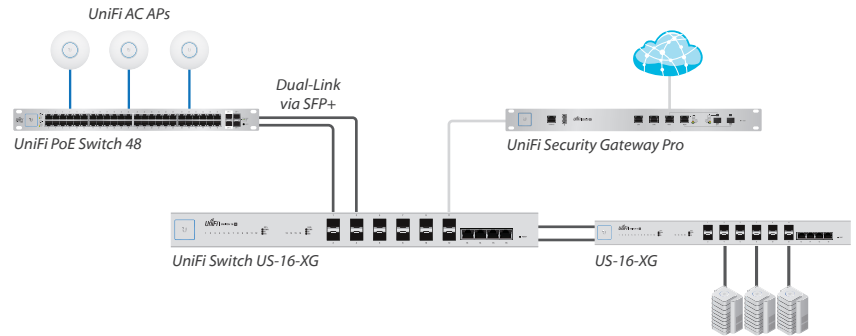 UniFi AC APs
Dual-Link
via SFP+
UniFi PoE Switch 48
UniFi Security Gateway Pro
UniFi
UniFi Switch US-16-XG
US-16-XG